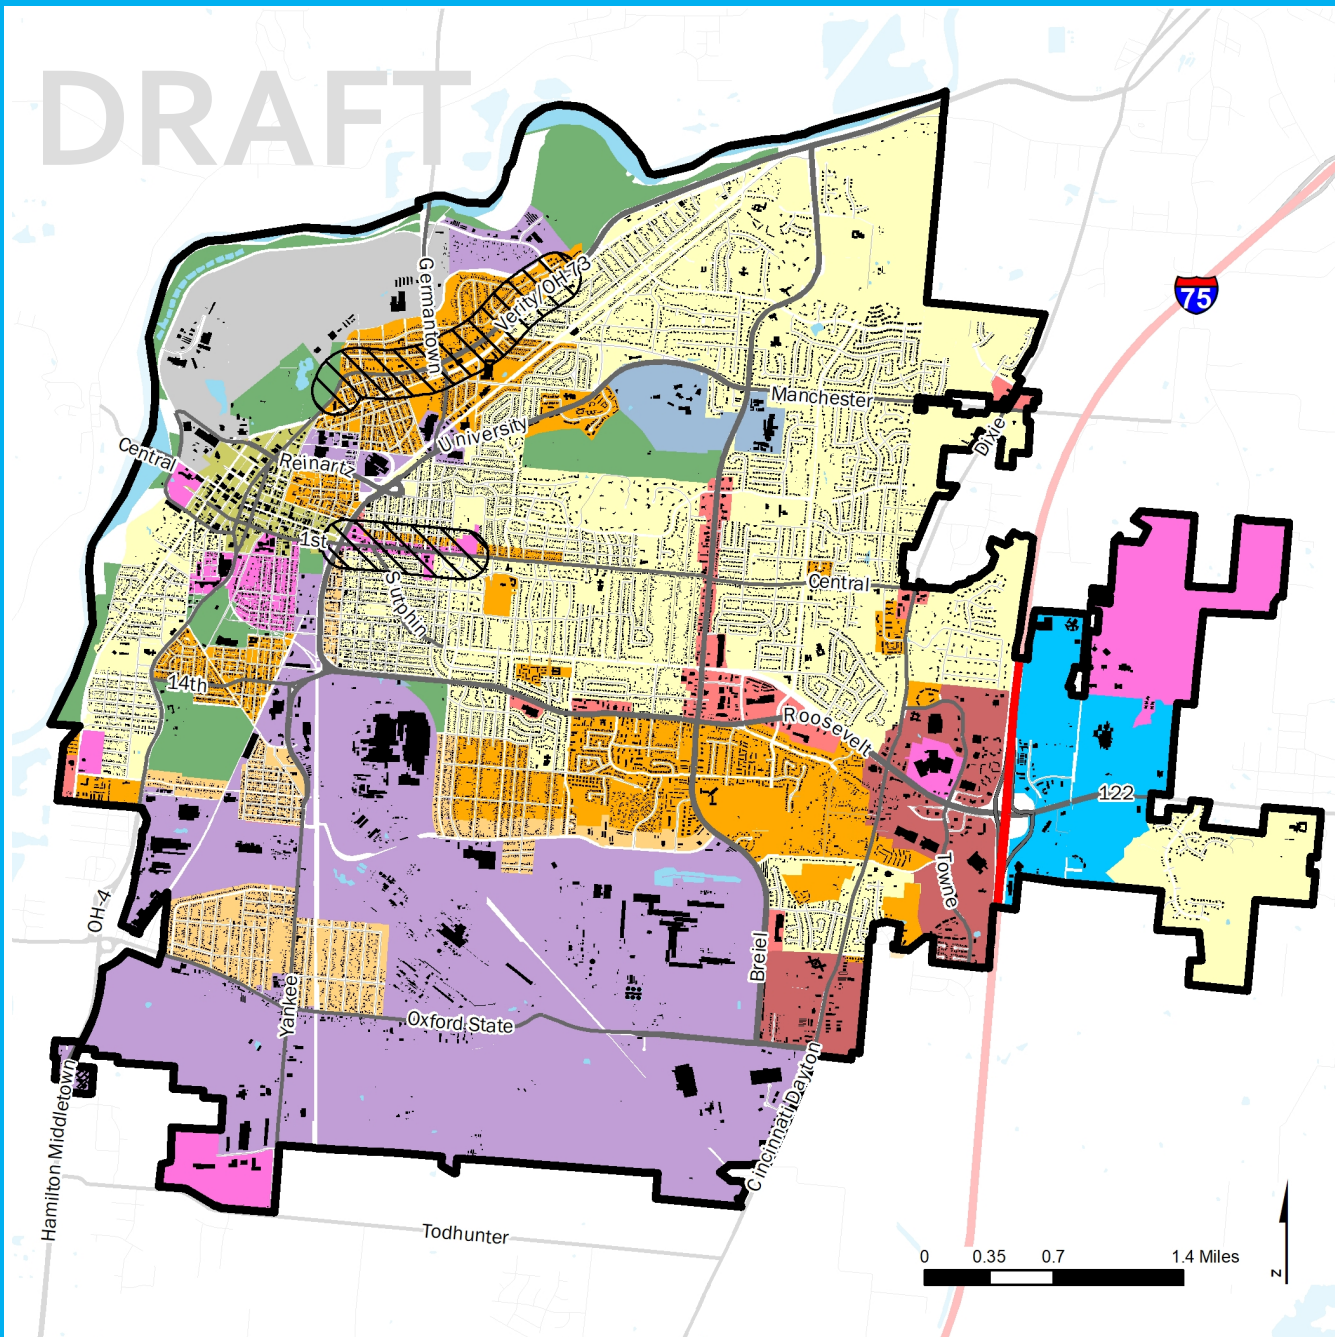 DRAFT
75
Germantown
Verity/OH-73
Manchester
University
Dixie
Central
Reinartz
1st
Central
Sutphin
14th
Roosevelt
122
Towne
OH-4
Breiel
Yankee
Oxford State
Hamilton Middletown
Cincinnati Dayton
Todhunter
0 0.35 0.7 1.4 Miles
N